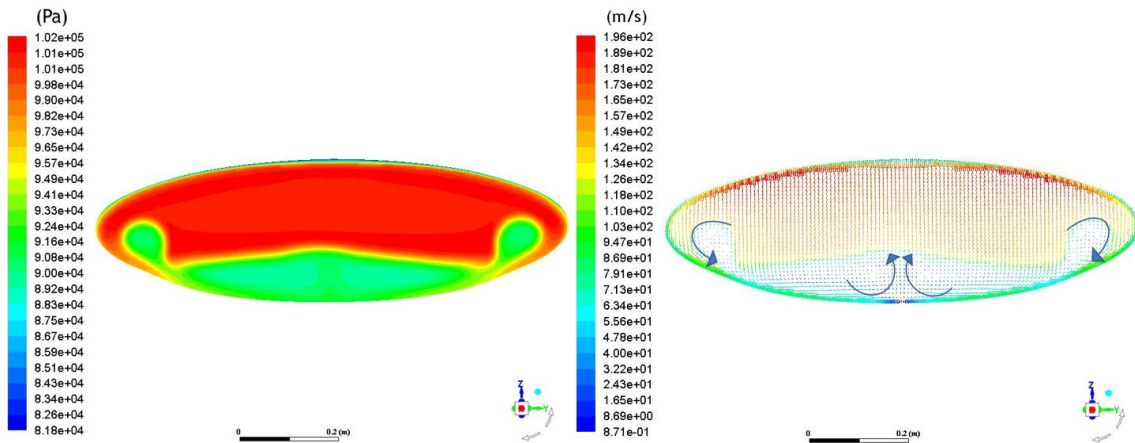 (Pa)
1.02e+05
1.01e+05
9.98e+04
9.90e+04
9.82e+04
9.73e+04
9.65e+04
9.57e+04
9.49e+04
9.41e+04
9.33e+04
9.24e+04
9.16e+04
9.08e+04
9.00e+04
8.92e+04
8.83e+04
8.75e+04
8.67e+04
8.59e+04
8.51e+04
8.43e+04
8.34e+04
8.26e+04
8.18e+04
0
0.2 (m)
Z
Y
(m/s)
1.96e+02
1.89e+02
1.81e+02
1.73e+02
1.65e+02
1.57e+02
1.49e+02
1.42e+02
1.34e+02
1.26e+02
1.18e+02
1.10e+02
1.03e+02
9.47e+01
8.69e+01
7.91e+01
7.13e+01
6.34e+01
5.56e+01
4.78e+01
4.00e+01
3.22e+01
2.43e+01
1.65e+01
8.69e+00
8.71e-01
0
0.2 (m)
Z
Y